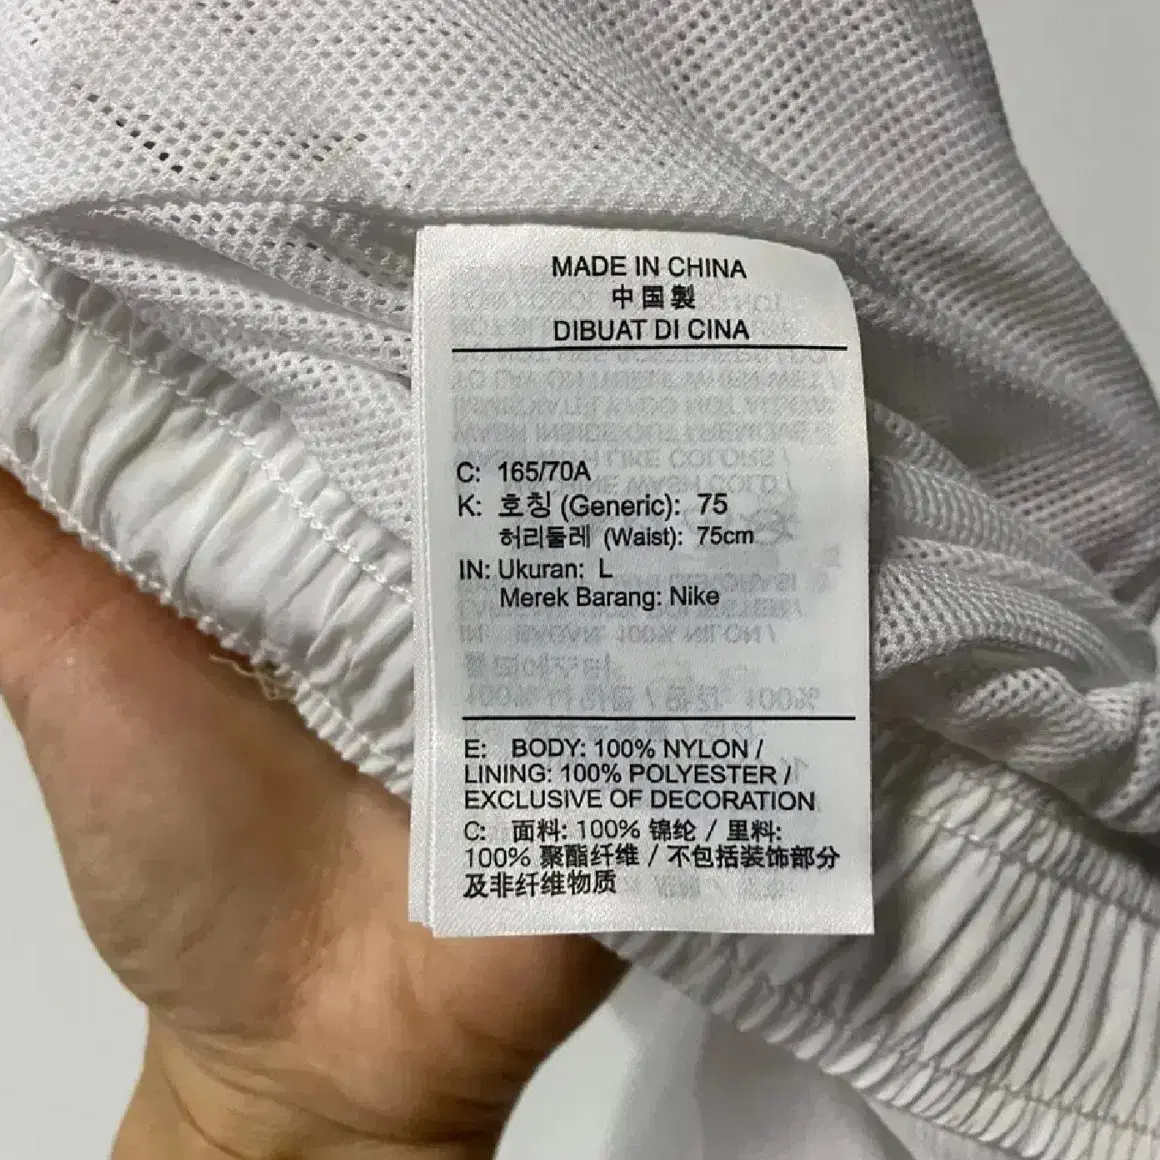 MADE IN CHINA
中国製
DIBUAT DI CINA
C: 165/70A
K: 호칭 (Generic): 75
허리둘레 (Waist): 75cm
IN: Ukuran: L
Merek Barang: Nike
E: BODY: 100% NYLON /
LINING: 100% POLYESTER /
EXCLUSIVE OF DECORATION
C: 面料: 100% 锦纶 / 里料:
100% 聚酯纤维 / 不包括装饰部分
及非纤维物质